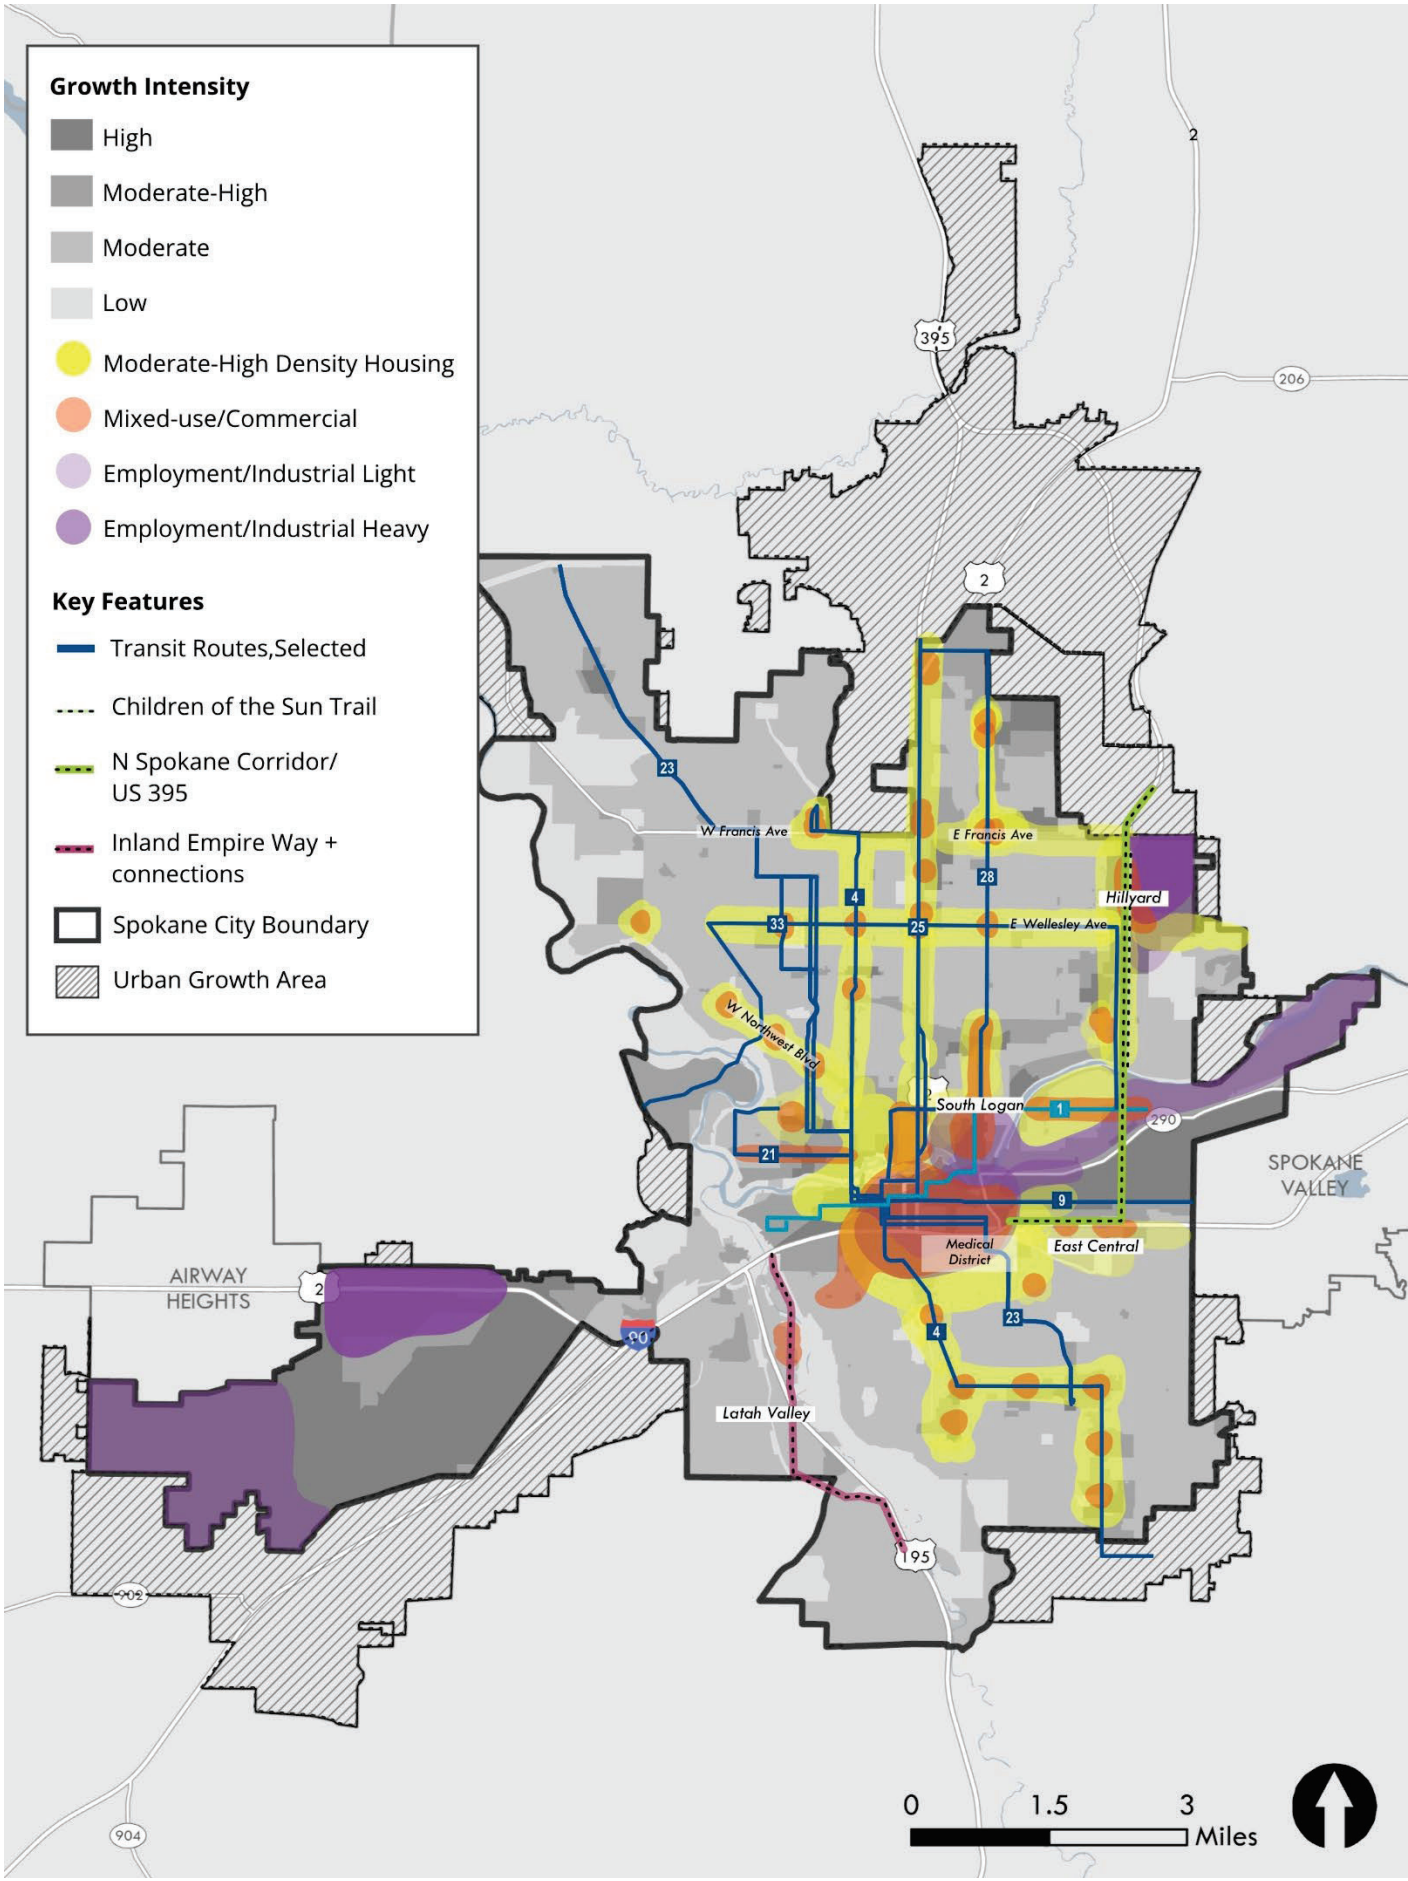 Growth Intensity
High
Moderate-High
Moderate
Low
Moderate-High Density Housing
Mixed-use/Commercial
Employment/Industrial Light
Employment/Industrial Heavy
Key Features
Transit Routes,Selected
Children of the Sun Trail
N Spokane Corridor/
US 395
Inland Empire Way +
connections
Spokane City Boundary
Urban Growth Area
2
395
206
2
23
W Francis Ave
E Francis Ave
4
28
Hillyard
33
25
E Wellesley Ave
W Northwest Blvd
2
South Logan
1
290
21
SPOKANE
VALLEY
9
Medical
District
East Central
AIRWAY
HEIGHTS
2
90
4
23
Latah Valley
195
902
904
0
1.5
3
Miles